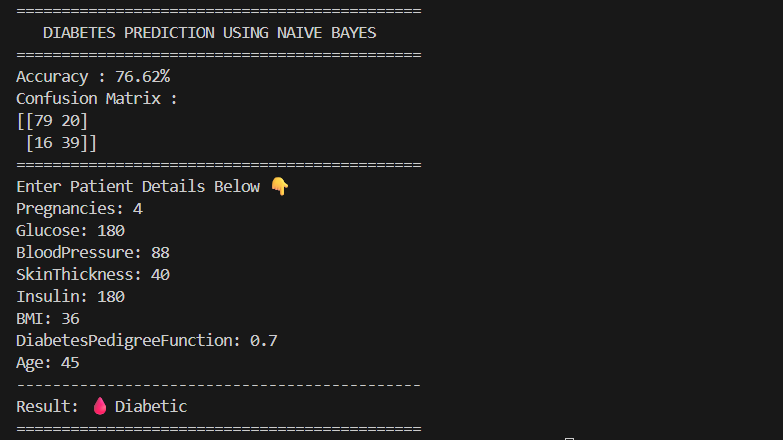 =============================================
DIABETES PREDICTION USING NAIVE BAYES
=============================================
Accuracy : 76.62%
Confusion Matrix :
[[79 20]
 [16 39]]
=============================================
Enter Patient Details Below 👇
Pregnancies: 4
Glucose: 180
BloodPressure: 88
SkinThickness: 40
Insulin: 180
BMI: 36
DiabetesPedigreeFunction: 0.7
Age: 45
---------------------------------------------
Result: 🩸 Diabetic
=============================================